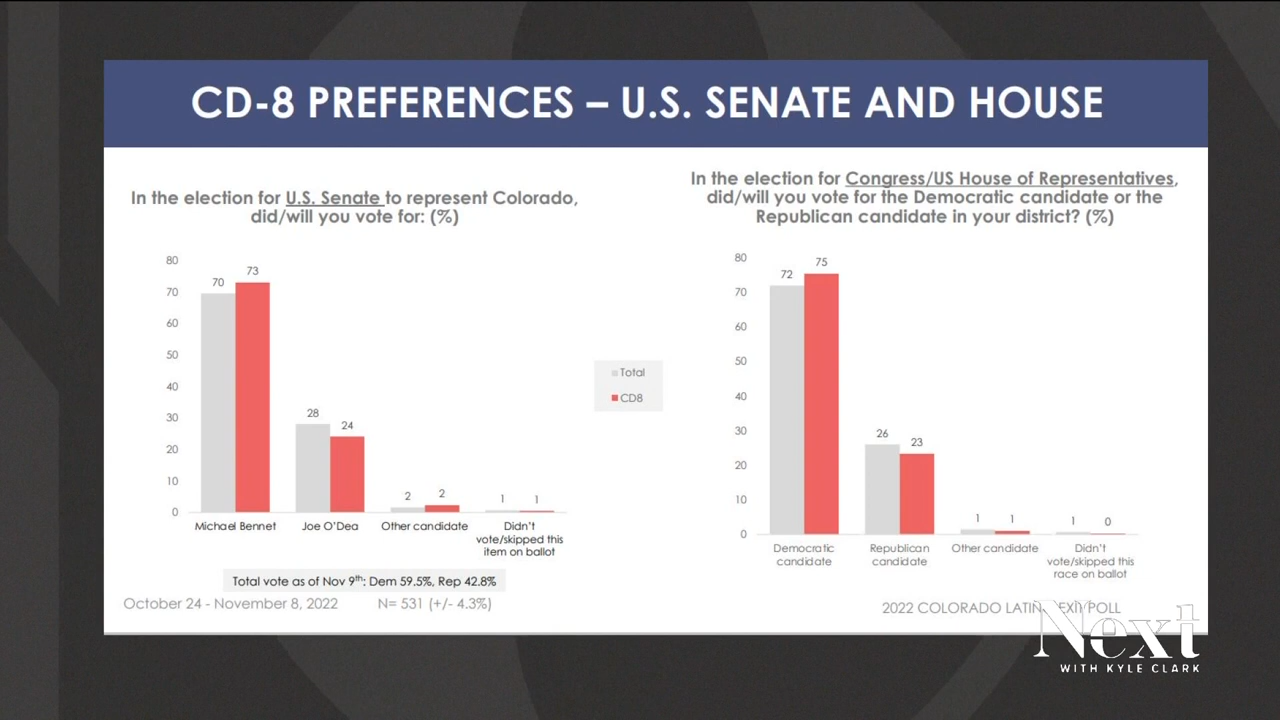 CD-8 PREFERENCES – U.S. SENATE AND HOUSE
In the election for U.S. Senate to represent Colorado,
did/will you vote for: (%)
80
70
60
50
40
30
20
10
0
70
73
28
24
2
2
1
1
Michael Bennet
Joe O'Dea
Other candidate
Didn't
vote/skipped this
item on ballot
Total vote as of Nov 9th: Dem 59.5%, Rep 42.8%
October 24 - November 8, 2022
N= 531 (+/- 4.3%)
Total
CD8
In the election for Congress/US House of Representatives,
did/will you vote for the Democratic candidate or the
Republican candidate in your district? (%)
80
70
60
50
40
30
20
10
0
72
75
26
23
1
1
1
0
Democratic
candidate
Republican
candidate
Other candidate
Didn't
vote/skipped this
race on ballot
2022 COLORADO LATIN EXIT POLL
Next
WITH KYLE CLARK